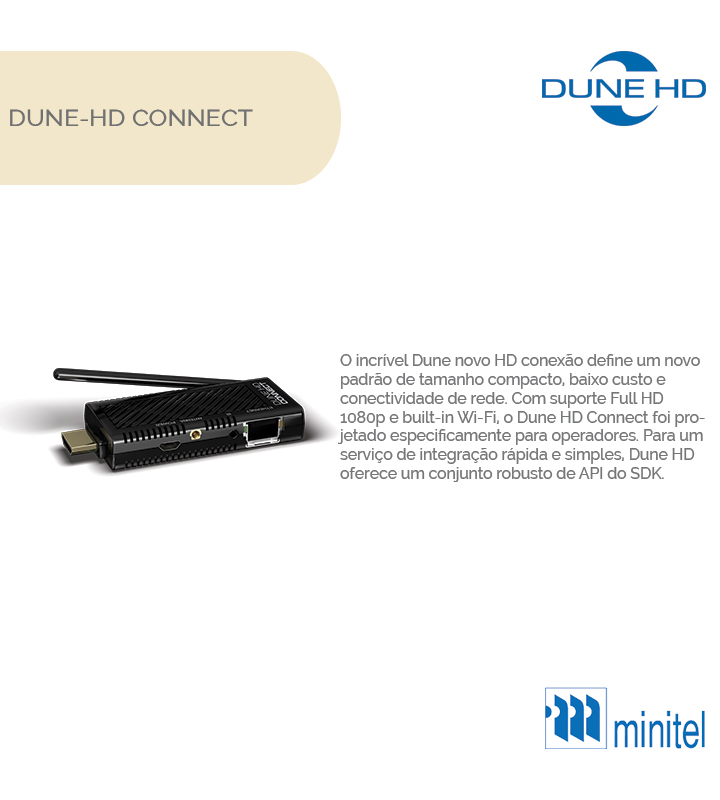 DUNE-HD CONNECT
DUNE HD
O incrível Dune novo HD conexão define um novo
padrão de tamanho compacto, baixo custo e
conectividade de rede. Com suporte Full HD
1080p e built-in Wi-Fi, o Dune HD Connect foi pro-
jetado especificamente para operadores. Para um
serviço de integração rápida e simples, Dune HD
oferece um conjunto robusto de API do SDK.
minitel